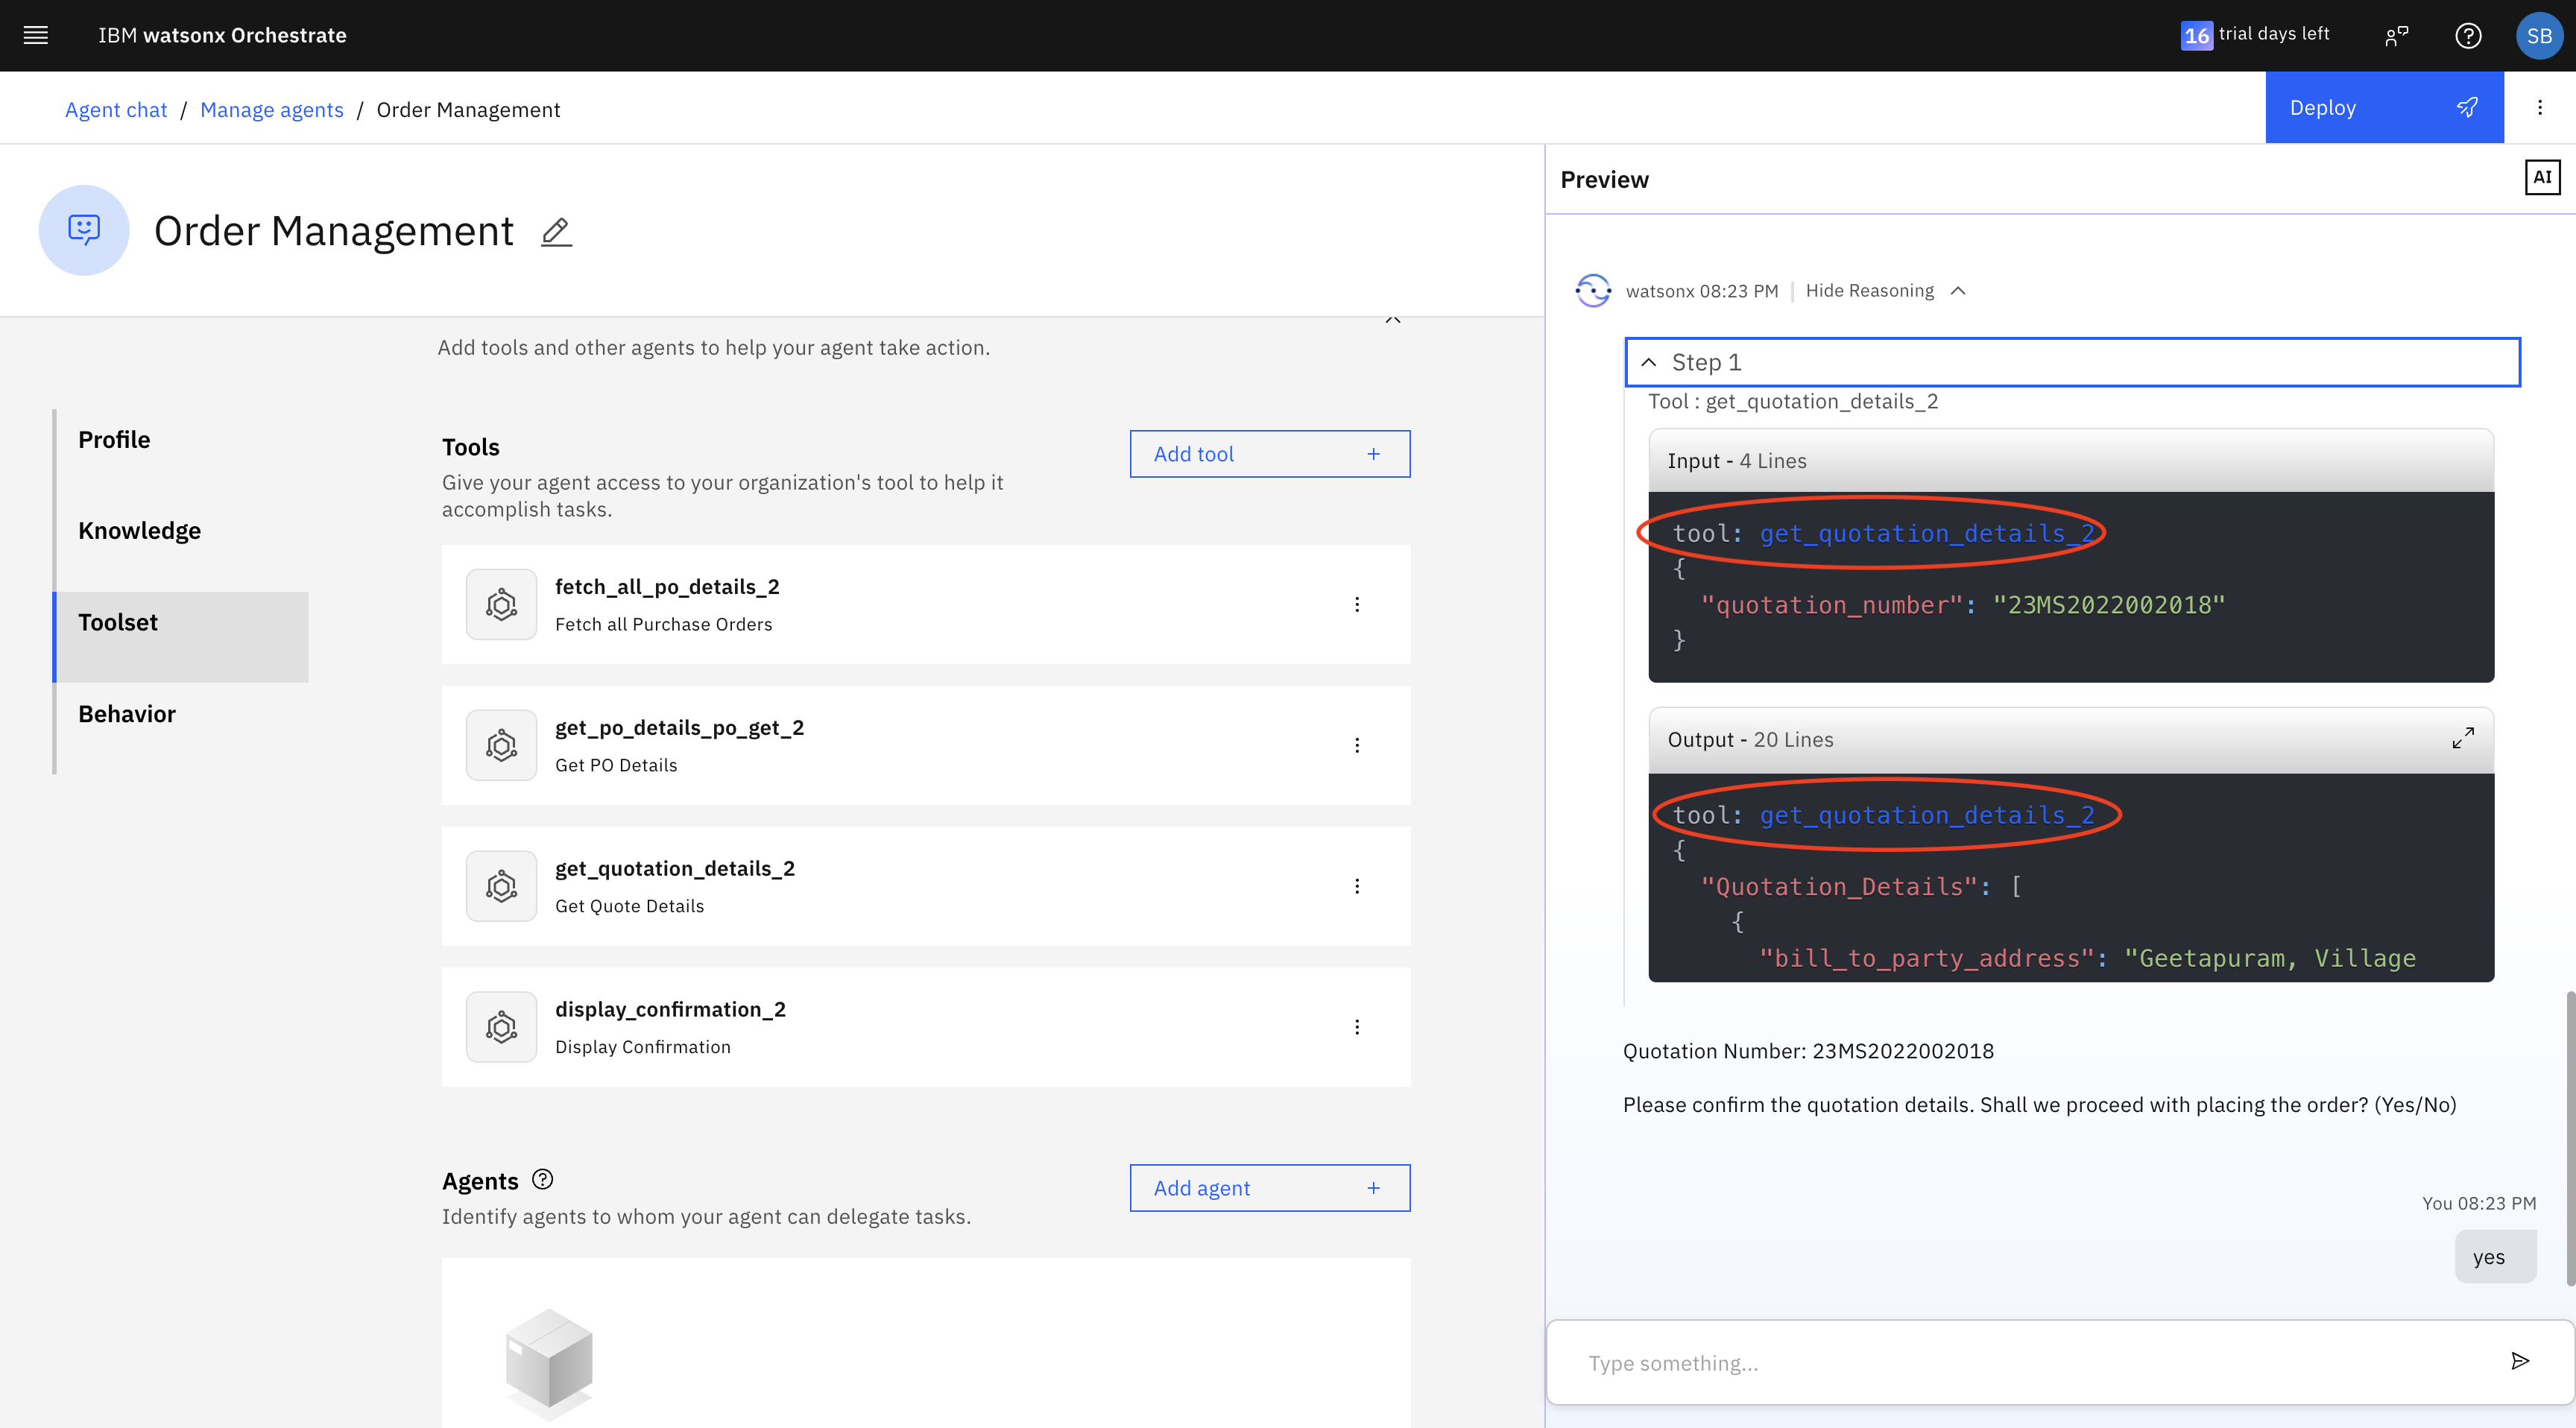 IBM watsonx Orchestrate
16 trial days left
SB
Agent chat / Manage agents / Order Management
Deploy
Order Management
Add tools and other agents to help your agent take action.
Profile
Knowledge
Toolset
Behavior
Tools
Add tool +
Give your agent access to your organization's tool to help it
accomplish tasks.
fetch_all_po_details_2
Fetch all Purchase Orders
get_po_details_po_get_2
Get PO Details
get_quotation_details_2
Get Quote Details
display_confirmation_2
Display Confirmation
Agents ?
Add agent +
Identify agents to whom your agent can delegate tasks.
Preview
AI
watsonx 08:23 PM | Hide Reasoning
Step 1
Tool : get_quotation_details_2
Input - 4 Lines
tool: get_quotation_details_2
{
"quotation_number": "23MS2022002018"
}
Output - 20 Lines
tool: get_quotation_details_2
{
"Quotation_Details": [
{
"bill_to_party_address": "Geetapuram, Village
Quotation Number: 23MS2022002018
Please confirm the quotation details. Shall we proceed with placing the order? (Yes/No)
You 08:23 PM
yes
Type something...